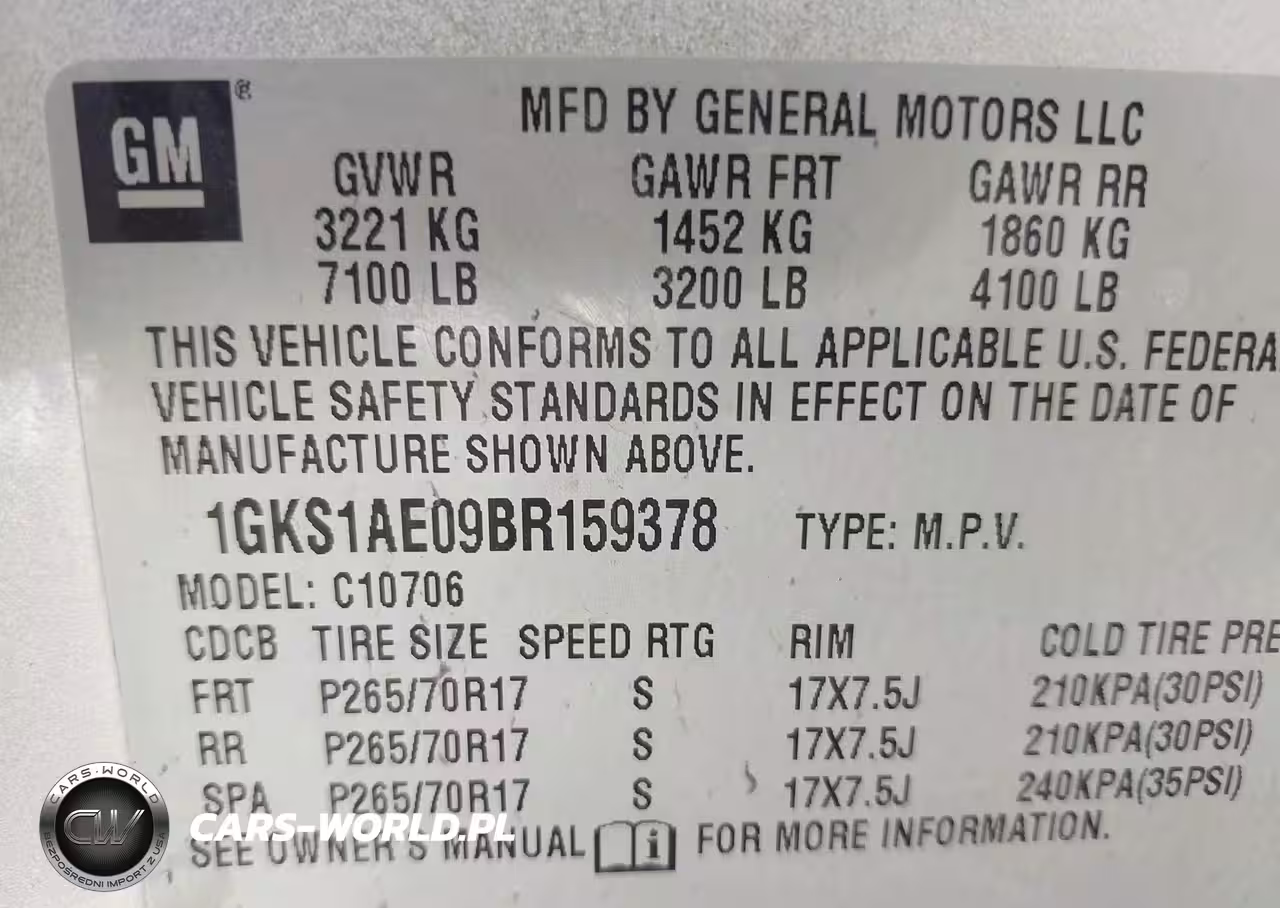 GM®
MFD BY GENERAL MOTORS LLC
GVWR GAWR FRT GAWR RR
3221 KG 1452 KG 1860 KG
7100 LB 3200 LB 4100 LB
THIS VEHICLE CONFORMS TO ALL APPLICABLE U.S. FEDERA
VEHICLE SAFETY STANDARDS IN EFFECT ON THE DATE OF
MANUFACTURE SHOWN ABOVE.
1GKS1AE09BR159378 TYPE: M.P.V.
MODEL: C10706
CDCB TIRE SIZE SPEED RTG RIM COLD TIRE PRE
FRT P265/70R17 S 17X7.5J 210KPA(30PSI)
RR P265/70R17 S 17X7.5J 210KPA(30PSI)
SPA P265/70R17 S 17X7.5J 240KPA(35PSI)
SEE OWNER'S MANUAL i FOR MORE INFORMATION.
CARS-WORLD.PL
CARS-WORLD
CW
BEZPOŚREDNI IMPORT Z USA